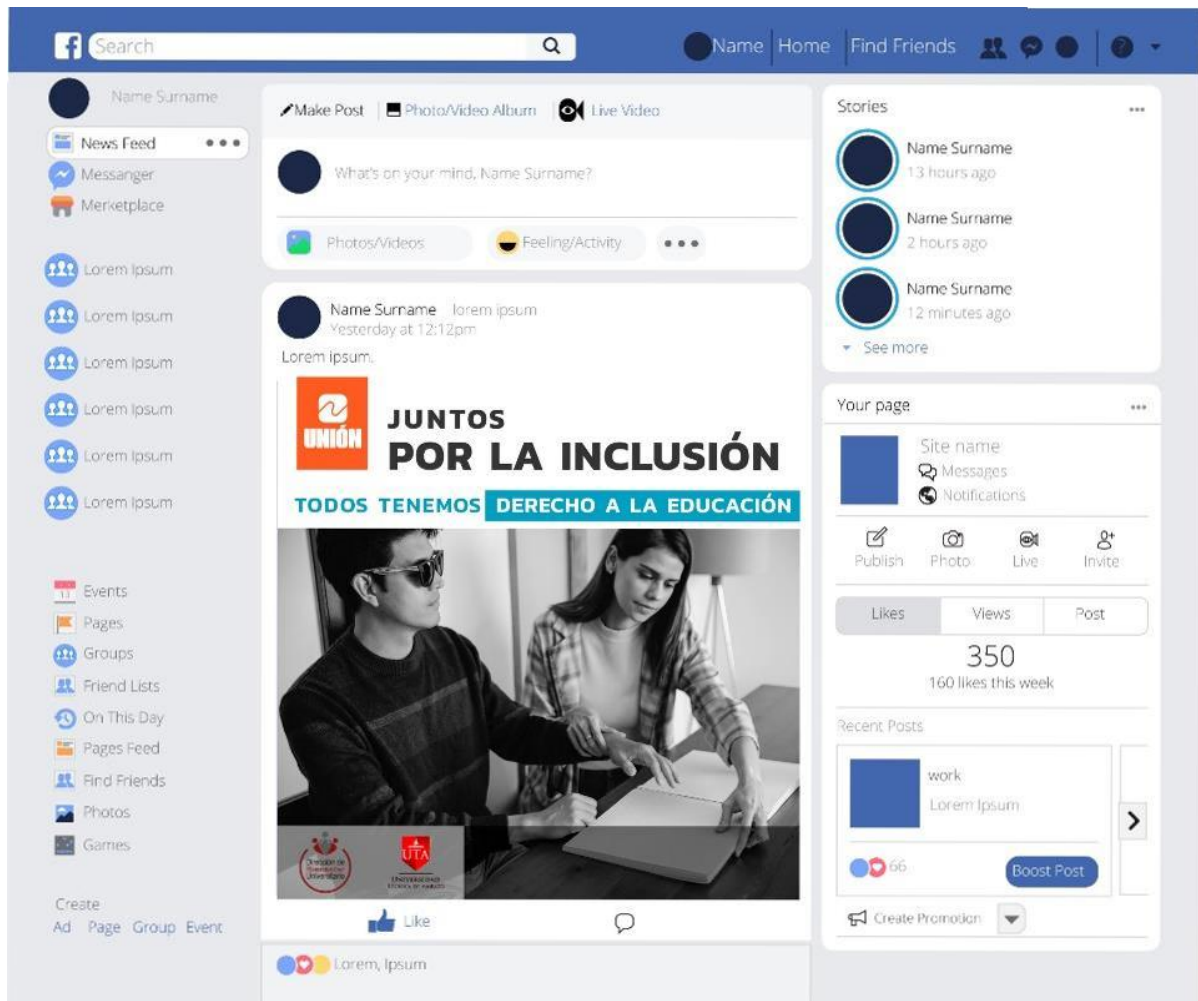 Search
Name Home Find Friends
Name Surname
News Feed
Messanger
Merketplace
Lorem Ipsum
Lorem Ipsum
Lorem Ipsum
Lorem Ipsum
Lorem Ipsum
Lorem Ipsum
Events
Pages
Groups
Friend Lists
On This Day
Pages Feed
Find Friends
Photos
Games
Create
Ad Page Group Event
Make Post Photo/Video Album Live Video
What's on your mind, Name Surname?
Photos/Videos Feeling/Activity
Name Surname lorem ipsum
Yesterday at 12:12pm
Lorem ipsum.
UNIÓN
JUNTOS
POR LA INCLUSIÓN
TODOS TENEMOS DERECHO A LA EDUCACIÓN
Dirección de
Universitario
UTA
Like
Lorem, Ipsum
Stories
Name Surname
13 hours ago
Name Surname
2 hours ago
Name Surname
12 minutes ago
See more
Your page
Site name
Messages
Notifications
Publish Photo Live Invite
Likes Views Post
350
160 likes this week
Recent Posts
work
Lorem Ipsum
66 Boost Post
Create Promotion